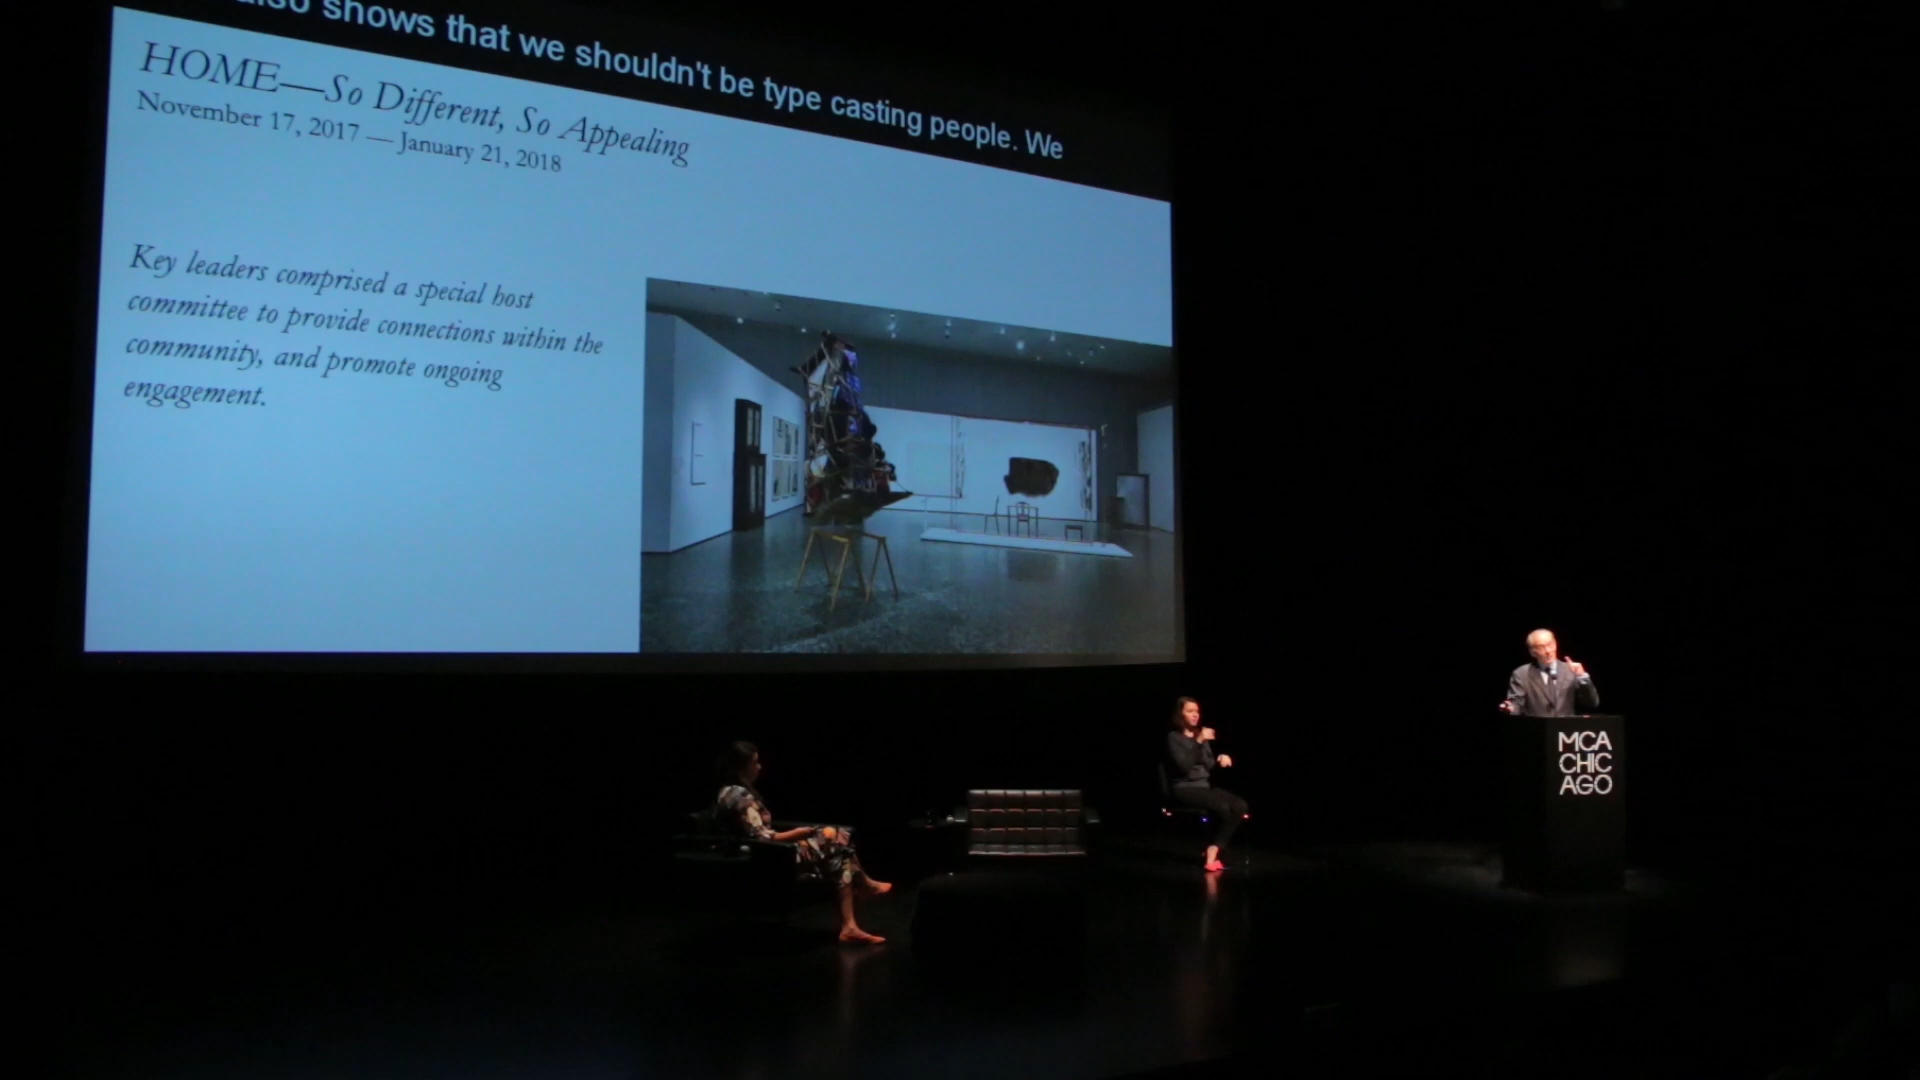 shows that we shouldn't be type casting people. We
HOME—So Different, So Appealing
November 17, 2017 — January 21, 2018
Key leaders comprised a special host
committee to provide connections within the
community, and promote ongoing
engagement.
MCA
CHIC
AGO